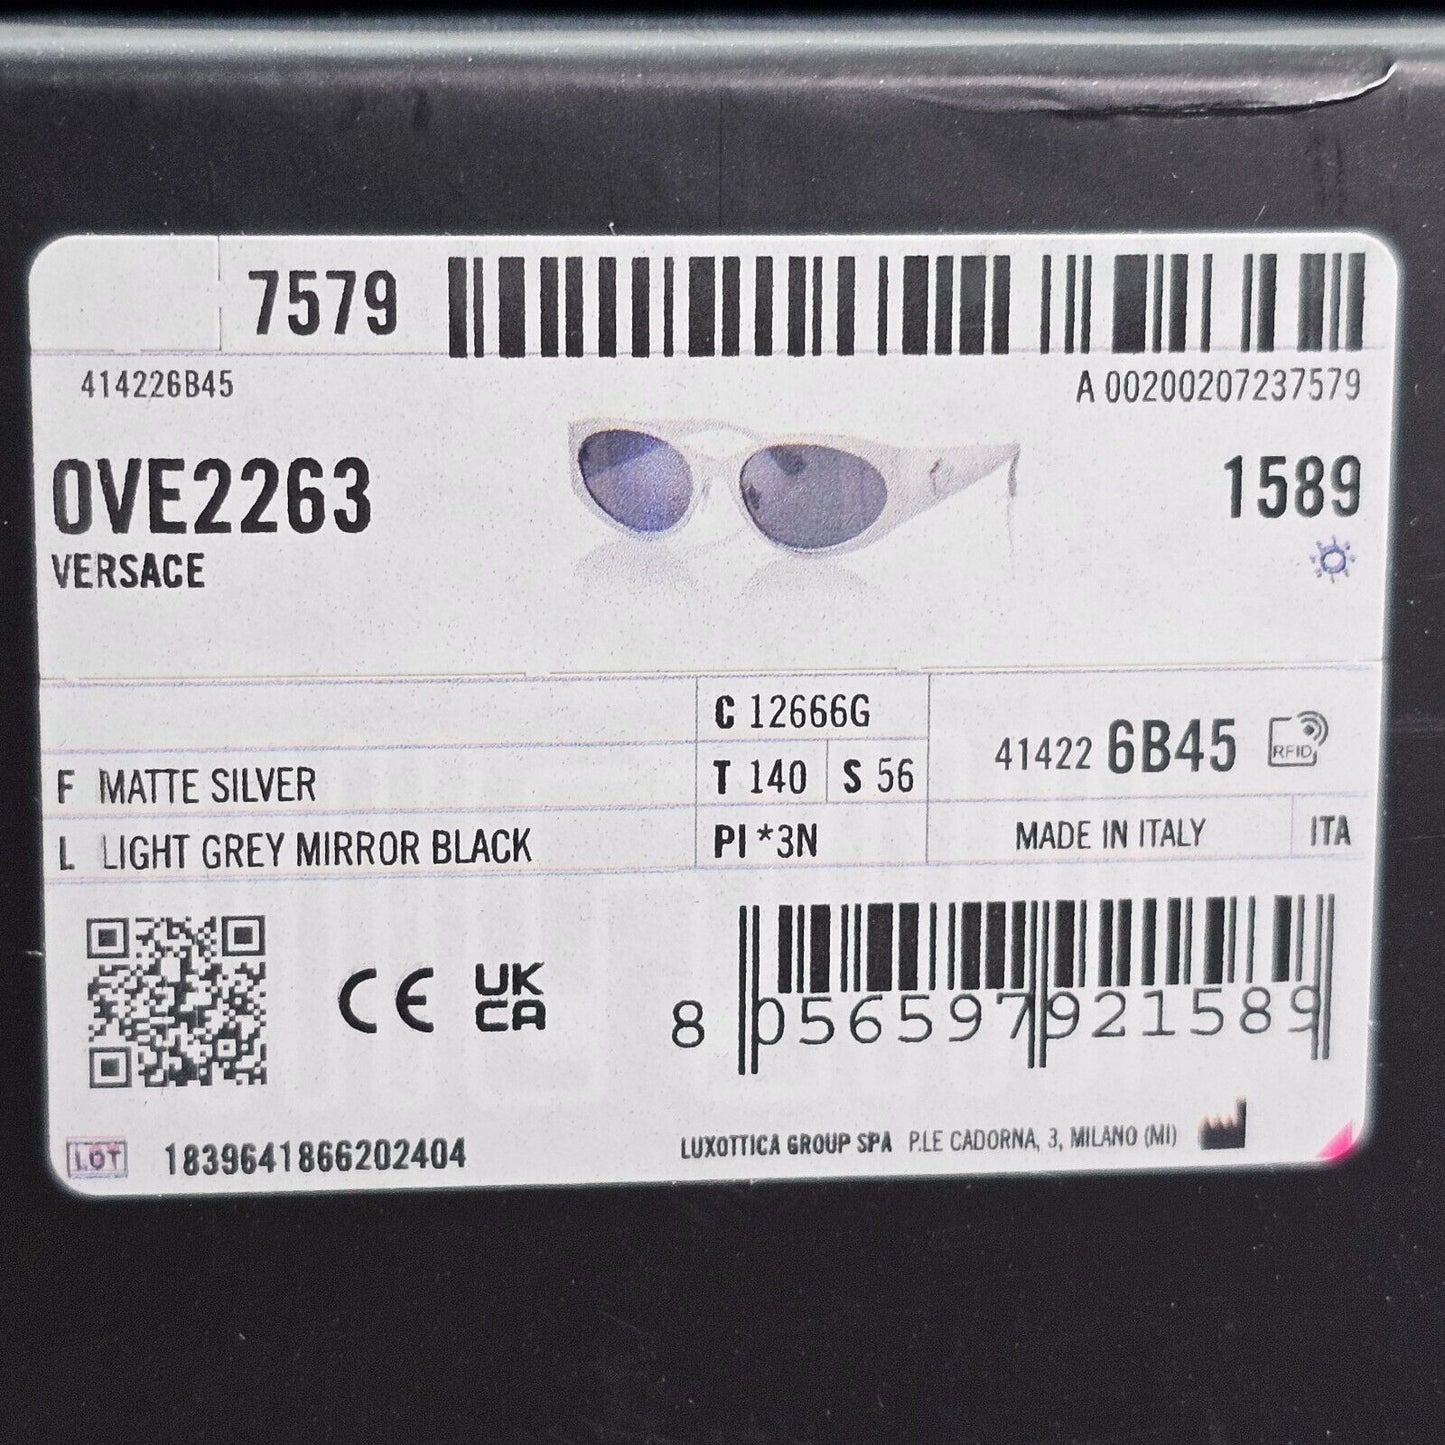 7579
414226B45
A 00200207237579
0VE2263
1589
VERSACE
C 12666G
F MATTE SILVER
T 140 S 56
41422 6B45
RFID
L LIGHT GREY MIRROR BLACK
PI *3N
MADE IN ITALY ITA
CE UK CA
8 056597 921589
LOT 1839641866202404
LUXOTTICA GROUP SPA P.LE CADORNA, 3, MILANO (MI)